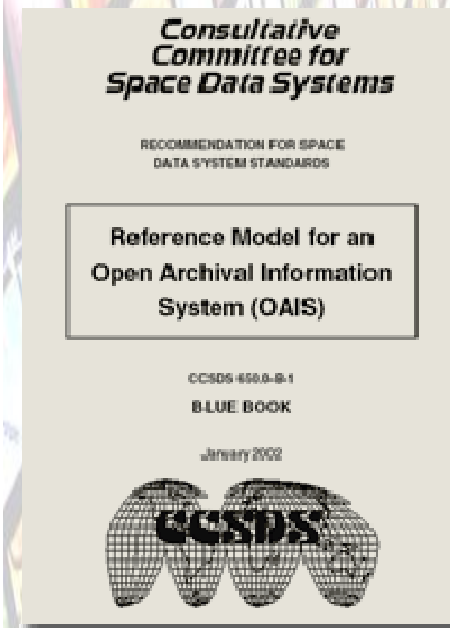 Consultative
Committee for
Space Data Systems
RECOMMENDATION FOR SPACE
DATA SYSTEM STANDARDS
Reference Model for an
Open Archival Information
System (OAIS)
CCSDS 650.0-B-1
BLUE BOOK
January 2002
CCSDS